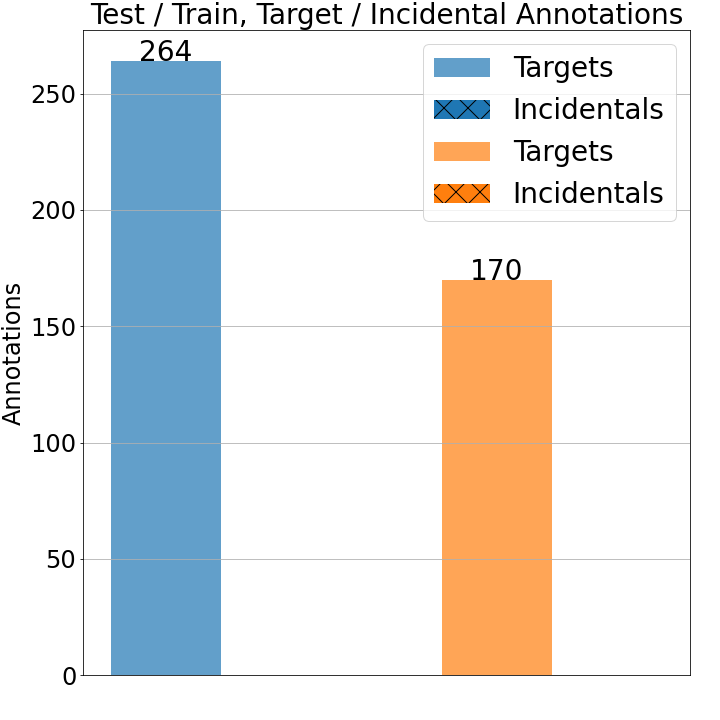 Test / Train, Target / Incidental Annotations
264
250
200
150
100
50
0
Annotations
170
Targets
Incidentals
Targets
Incidentals